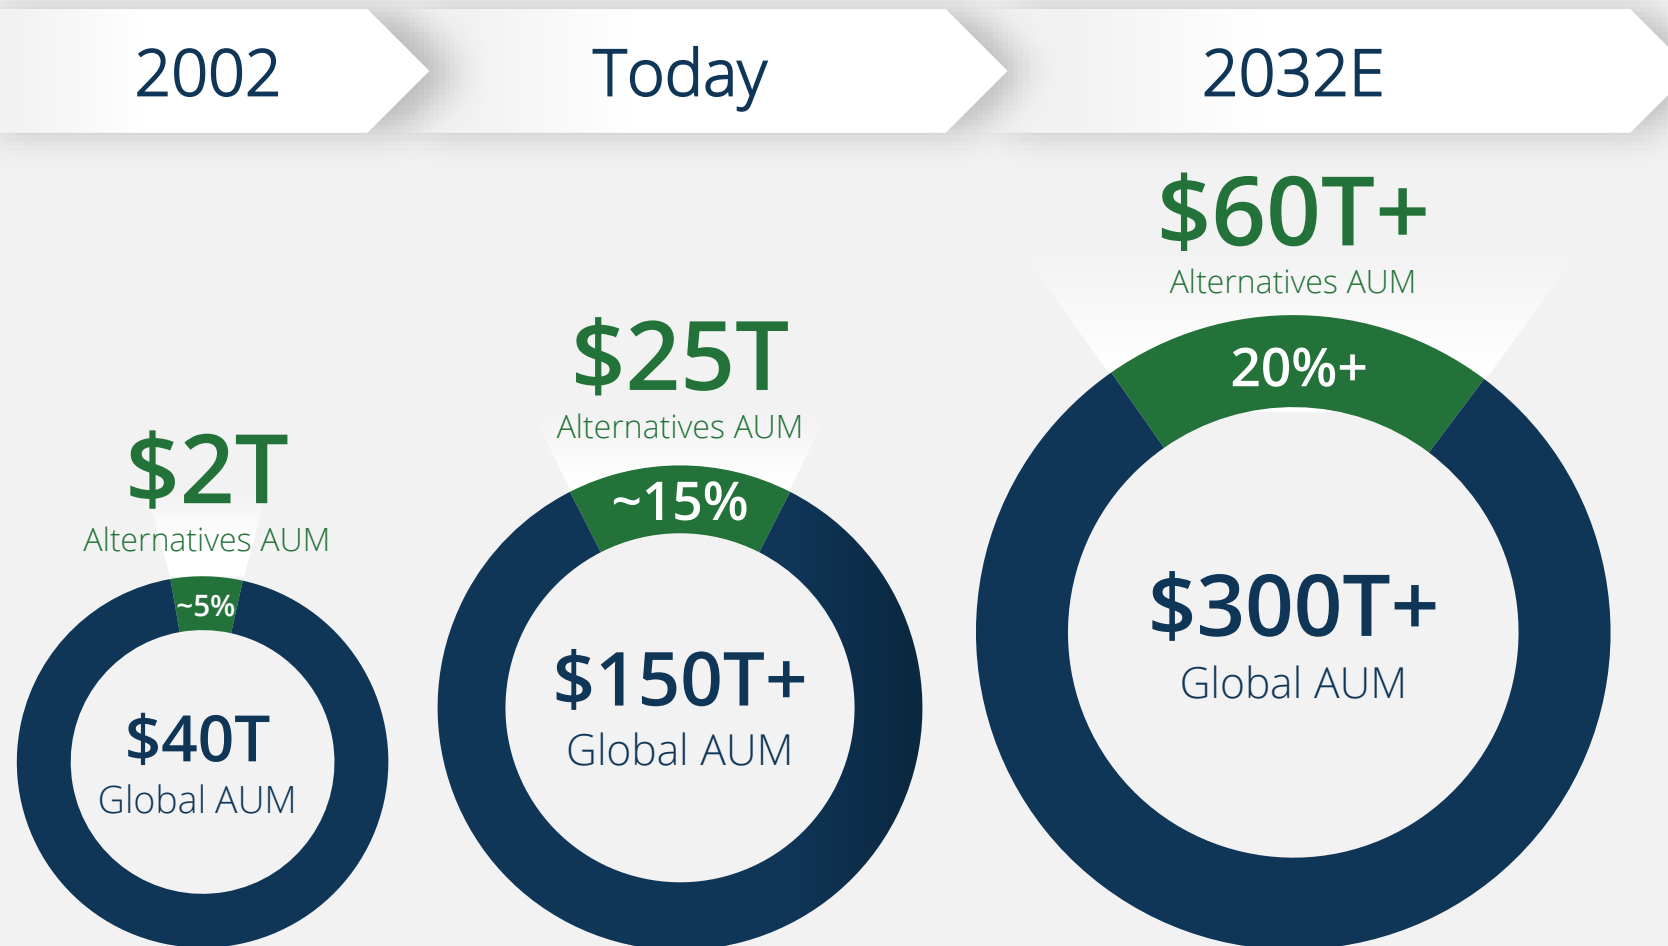 2002
Today
2032E
$2T
Alternatives AUM
~5%
$40T
Global AUM
$25T
Alternatives AUM
~15%
$150T+
Global AUM
$60T+
Alternatives AUM
20%+
$300T+
Global AUM